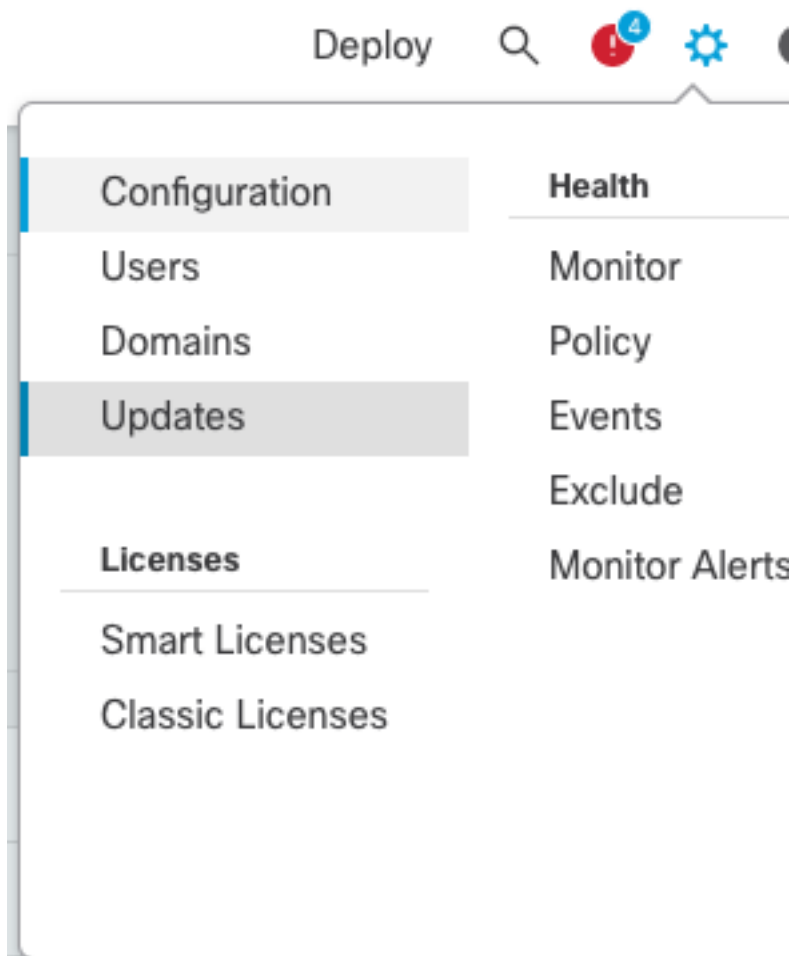 Deploy
4
Configuration
Users
Domains
Updates
Licenses
Smart Licenses
Classic Licenses
Health
Monitor
Policy
Events
Exclude
Monitor Alerts